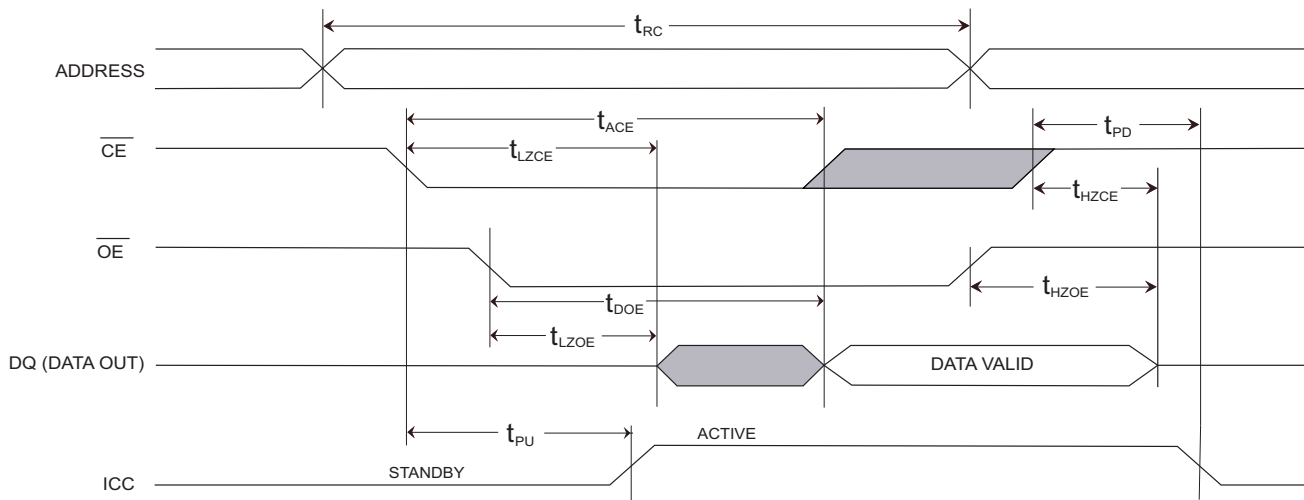 tRC
ADDRESS
tACE
tPD
CE
tLZCE
tHZCE
OE
tHZOE
tDOE
tLZOE
DQ (DATA OUT)
DATA VALID
tPU
ACTIVE
STANDBY
ICC